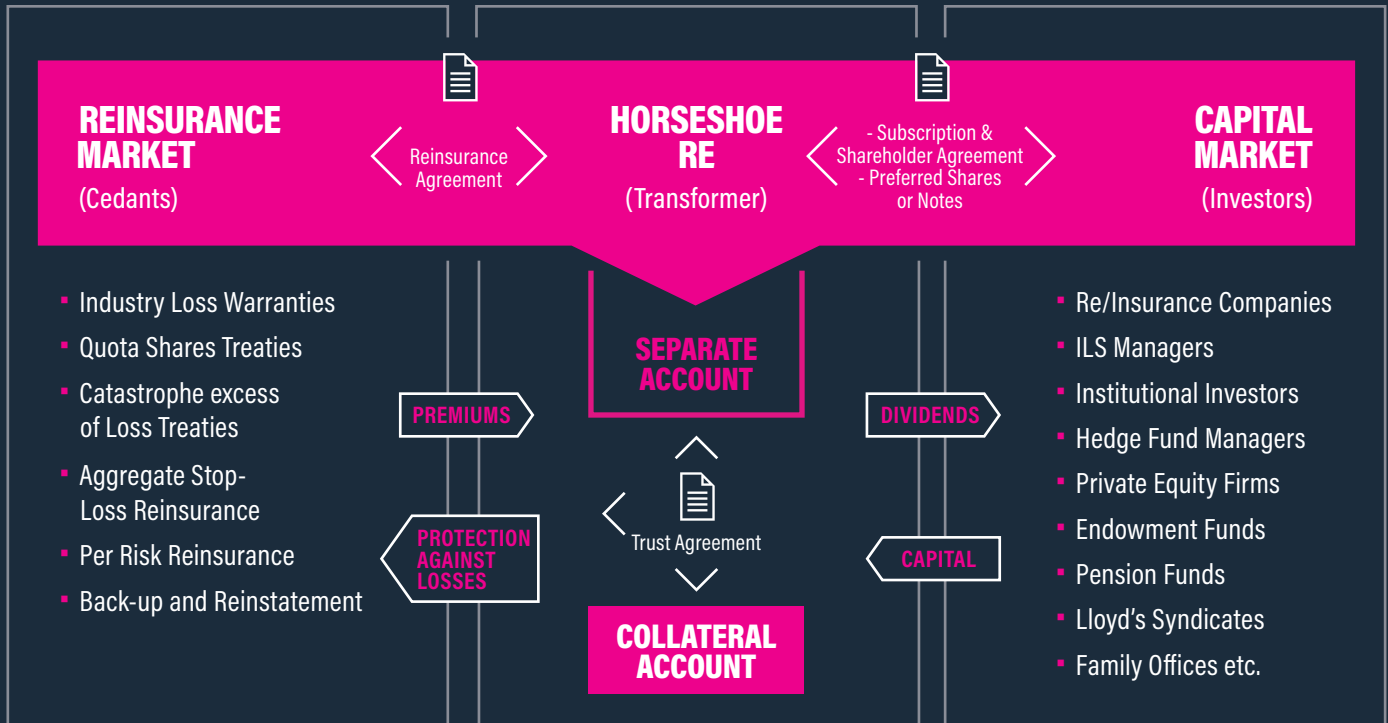 REINSURANCE
MARKET
(Cedants)
Reinsurance
Agreement
HORSESHOE
RE
(Transformer)
- Subscription &
Shareholder Agreement
- Preferred Shares
or Notes
CAPITAL
MARKET
(Investors)
▪ Industry Loss Warranties
▪ Quota Shares Treaties
▪ Catastrophe excess
of Loss Treaties
▪ Aggregate Stop-
Loss Reinsurance
▪ Per Risk Reinsurance
▪ Back-up and Reinstatement
PREMIUMS
PROTECTION
AGAINST
LOSSES
SEPARATE
ACCOUNT
Trust Agreement
COLLATERAL
ACCOUNT
DIVIDENDS
CAPITAL
▪ Re/Insurance Companies
▪ ILS Managers
▪ Institutional Investors
▪ Hedge Fund Managers
▪ Private Equity Firms
▪ Endowment Funds
▪ Pension Funds
▪ Lloyd's Syndicates
▪ Family Offices etc.